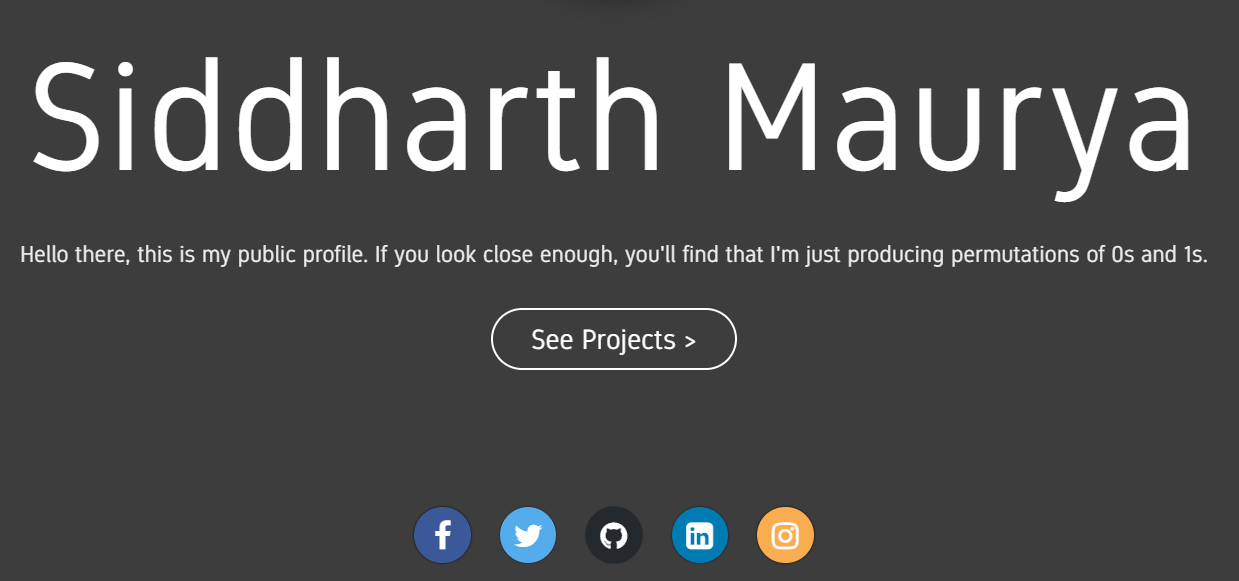 Siddharth Maurya
Hello there, this is my public profile. If you look close enough, you'll find that I'm just producing permutations of 0s and 1s.
See Projects >